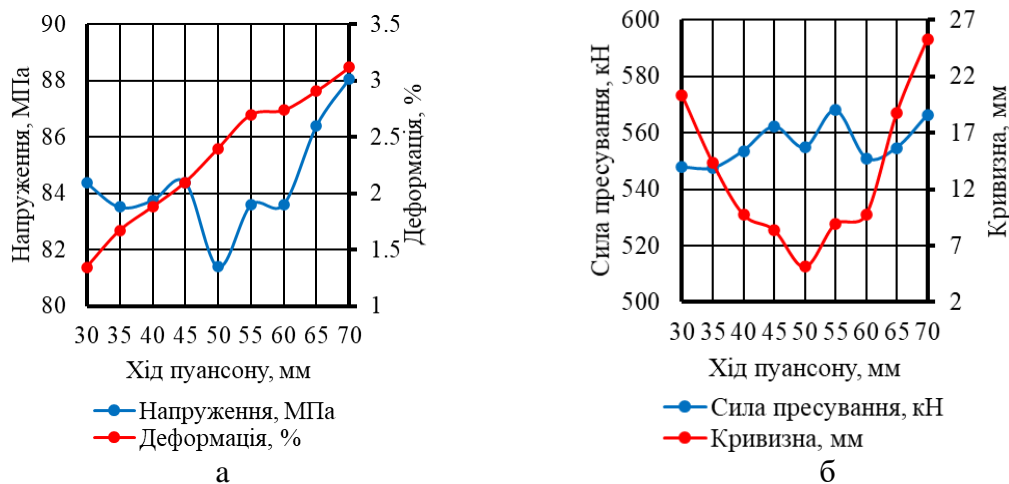 90
88
86
84
82
80
Напруження, МПа
3.5
3
2.5
2
1.5
1
Деформація, %
30 35 40 45 50 55 60 65 70
Хід пуансону, мм
Напруження, МПа
Деформація, %
а
600
580
560
540
520
500
Сила пресування, кН
27
22
17
12
7
2
Кривизна, мм
30 35 40 45 50 55 60 65 70
Хід пуансону, мм
Сила пресування, кН
Кривизна, мм
б